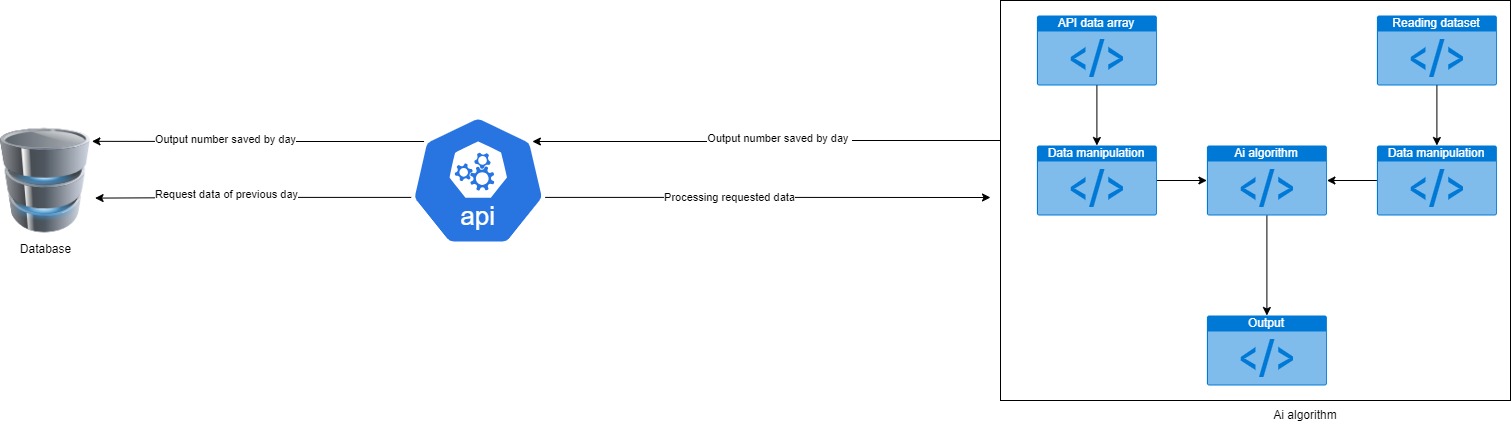 API data array
Reading dataset
Output number saved by day
Output number saved by day
Data manipulation
Ai algorithm
Data manipulation
Request data of previous day
Processing requested data
api
Database
Output
Ai algorithm